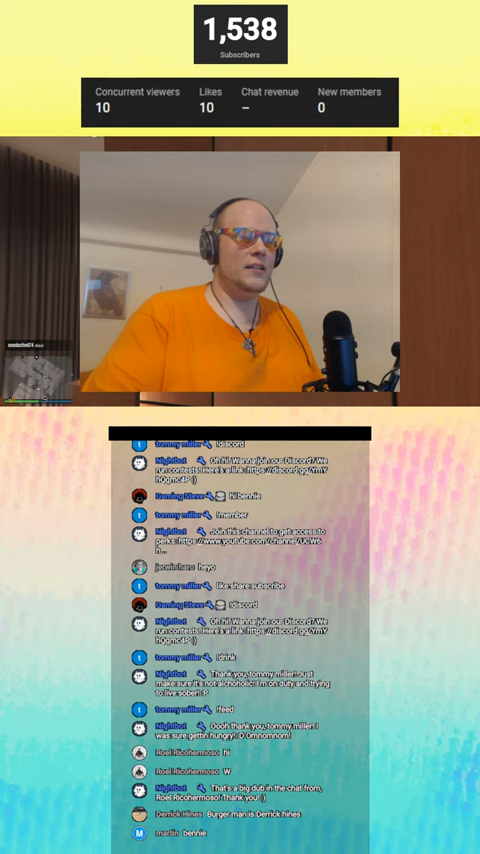 1,538
Subscribers
Concurrent viewers Likes Chat revenue New members
10 10 – 0
tommy miller !discord
Nightbot Oh hi! Wanna join our Discord? We
run contests! Here's a link: https://discord.gg/YmY
hQgmc4P :)
Gaming Steve hi bennie
tommy miller !member
Nightbot Join this channel to get access to
perks: https://www.youtube.com/channel/UCW6
h...
heyo
tommy miller like share subscribe
Gaming Steve !discord
Nightbot Oh hi! Wanna join our Discord? We
run contests! Here's a link: https://discord.gg/YmY
hQgmc4P :)
tommy miller !drink
Nightbot Thank you, tommy miller! Just
make sure it's not alchoholic! I'm on duty and trying
to live sober! :P
tommy miller !feed
Nightbot Oooh thank you, tommy miller! I
was sure gettin hungry! :D Omnomnom!
Roel Ricohermoso hi
Roel Ricohermoso W
Nightbot That's a big dub in the chat from,
Roel Ricohermoso! Thank you! :)
Derrick Hines Burger man is Derrick hines
martin bennie